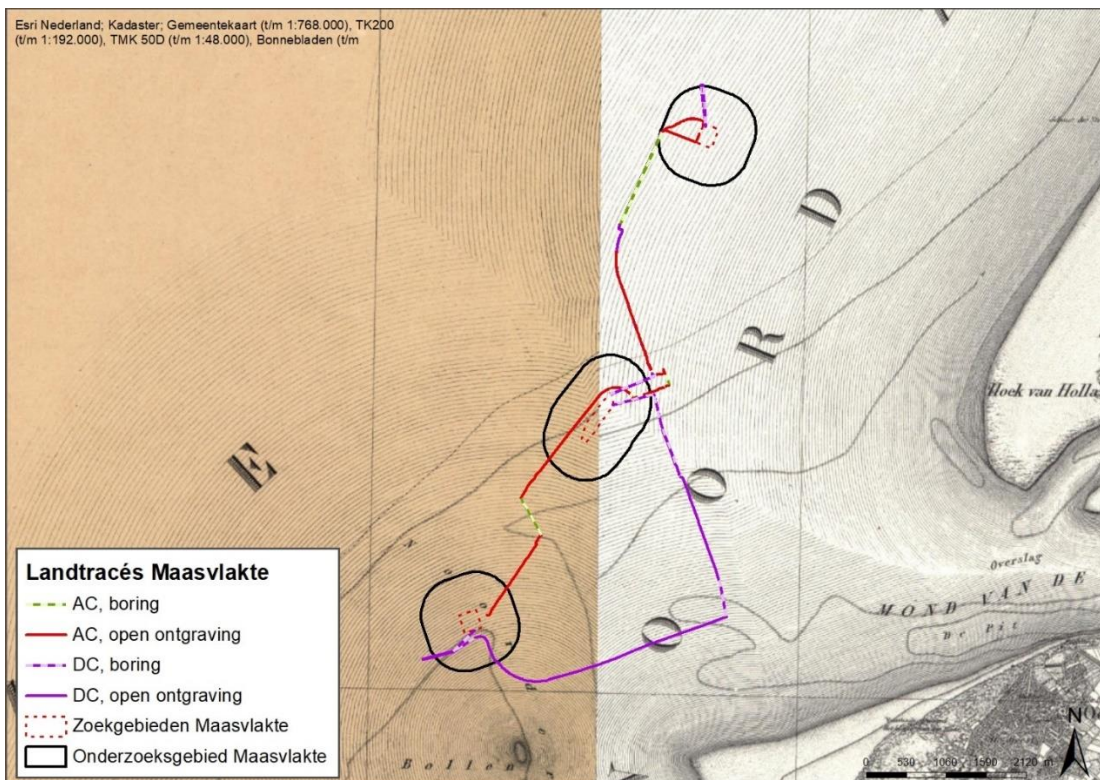 Esri Nederland; Kadaster; Gemeentekaart (t/m 1:768.000), TK200
(t/m 1:192.000), TMK 50D (t/m 1:48.000), Bonnebladen (t/m
E
O
O
R
D
Hoek van Holla
Overslag
MOND VAN DE
De Pit
Bollen
Landtracés Maasvlakte
AC, boring
AC, open ontgraving
DC, boring
DC, open ontgraving
Zoekgebieden Maasvlakte
Onderzoeksgebied Maasvlakte
N
0 530 1060 1590 2120 m